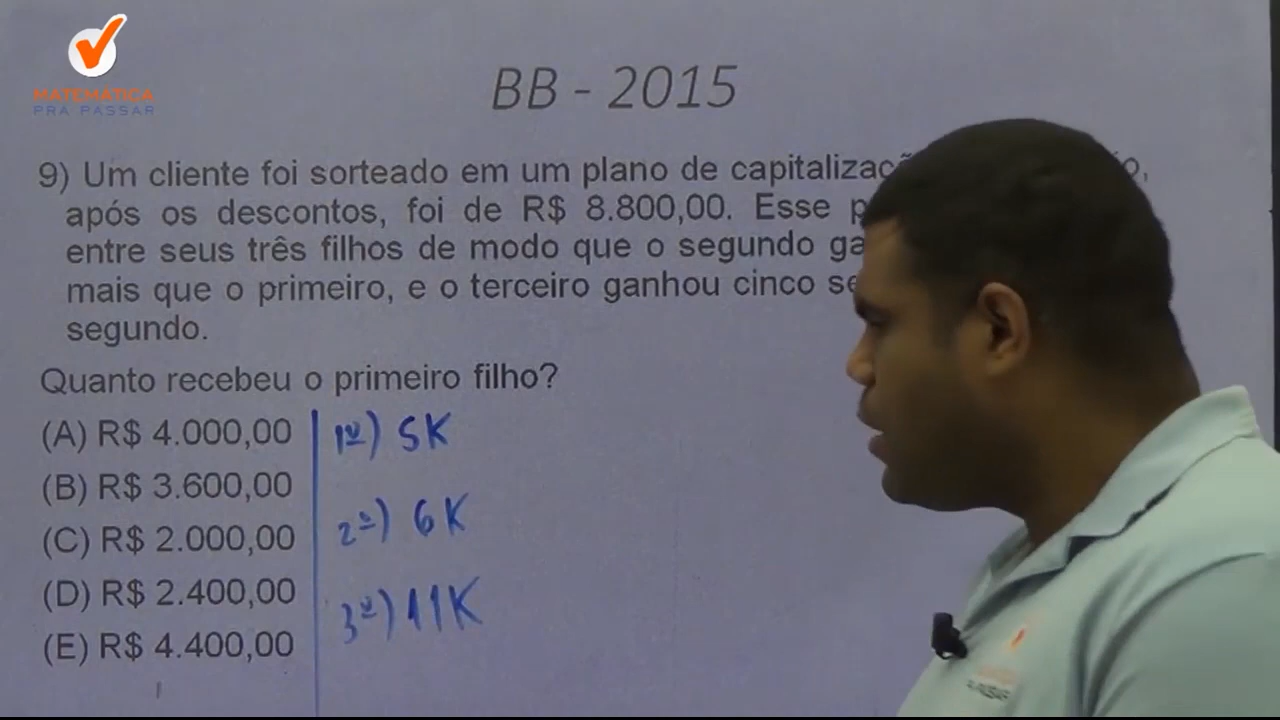 MATEMÁTICA
PRA PASSAR
BB - 2015
9) Um cliente foi sorteado em um plano de
após os descontos, foi de R$ 8.800,00. Esse
entre seus três filhos de modo que o segundo
mais que o primeiro, e o terceiro ganhou cinco
segundo.
Quanto recebeu o primeiro filho?
(A) R$ 4.000,00
(B) R$ 3.600,00
(C) R$ 2.000,00
(D) R$ 2.400,00
(E) R$ 4.400,00
1º) 5K
2º) 6K
3º) 11K